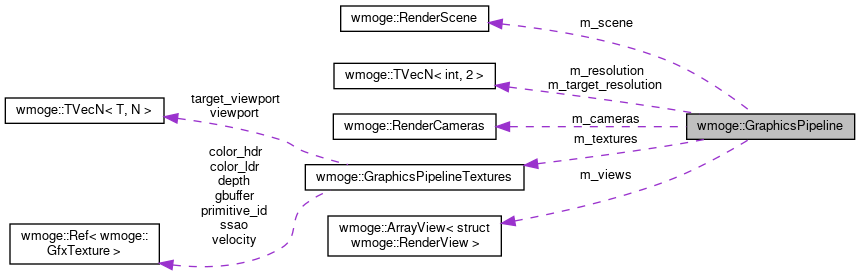 wmoge::RenderScene
m_scene
wmoge::TVecN< int, 2 >
m_resolution
m_target_resolution
wmoge::TVecN< T, N >
target_viewport
viewport
wmoge::RenderCameras
m_cameras
wmoge::GraphicsPipeline
m_textures
color_hdr
color_ldr
depth
gbuffer
primitive_id
ssao
velocity
wmoge::GraphicsPipelineTextures
m_views
wmoge::Ref< wmoge::
GfxTexture >
wmoge::ArrayView< struct
wmoge::RenderView >